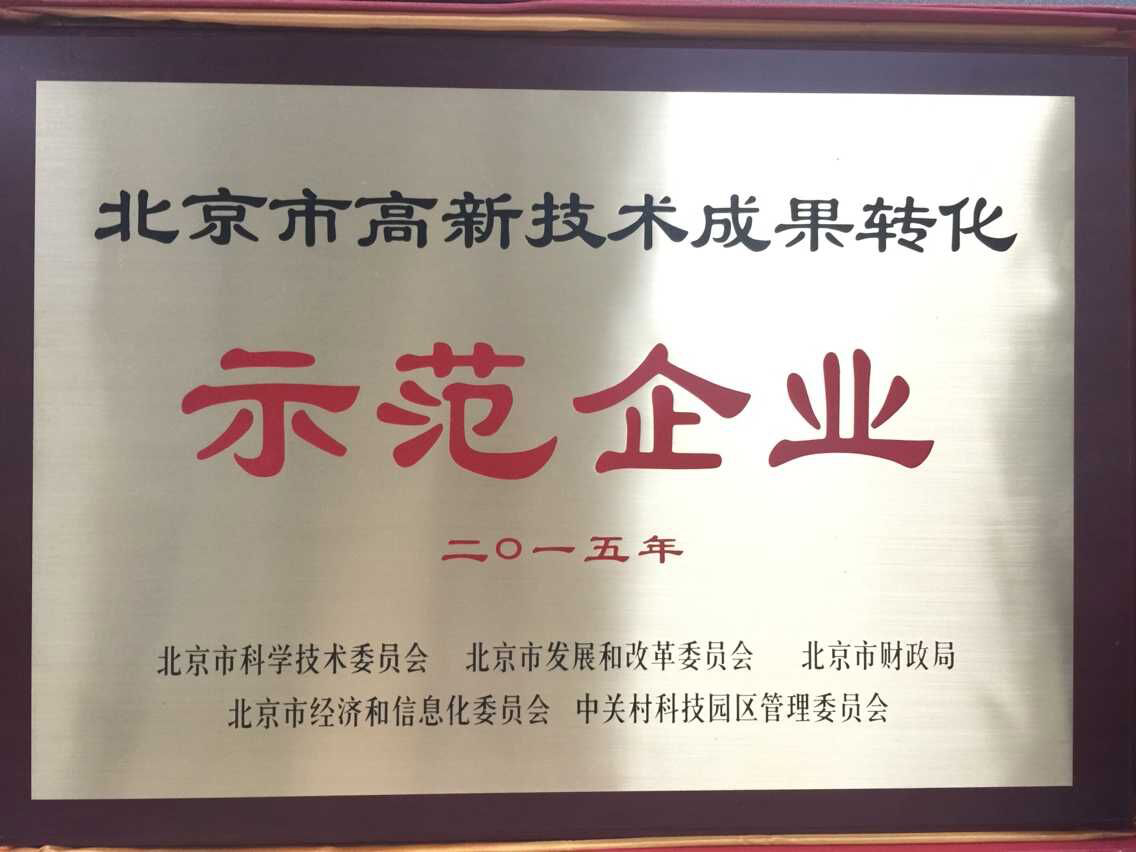 北京市高新技术成果转化
示范企业
二〇一五年
北京市科学技术委员会 北京市发展和改革委员会 北京市财政局
北京市经济和信息化委员会 中关村科技园区管理委员会